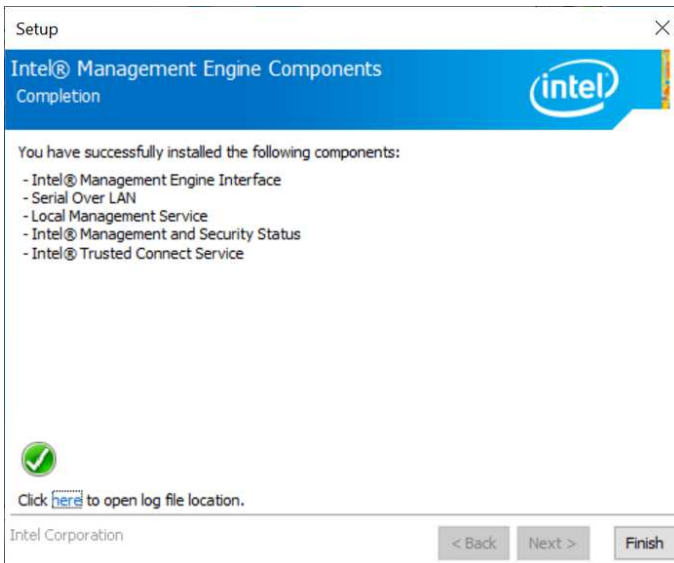 Setup
Intel® Management Engine Components
Completion
intel
You have successfully installed the following components:
- Intel® Management Engine Interface
- Serial Over LAN
- Local Management Service
- Intel® Management and Security Status
- Intel® Trusted Connect Service
Click here to open log file location.
Intel Corporation
< Back Next > Finish